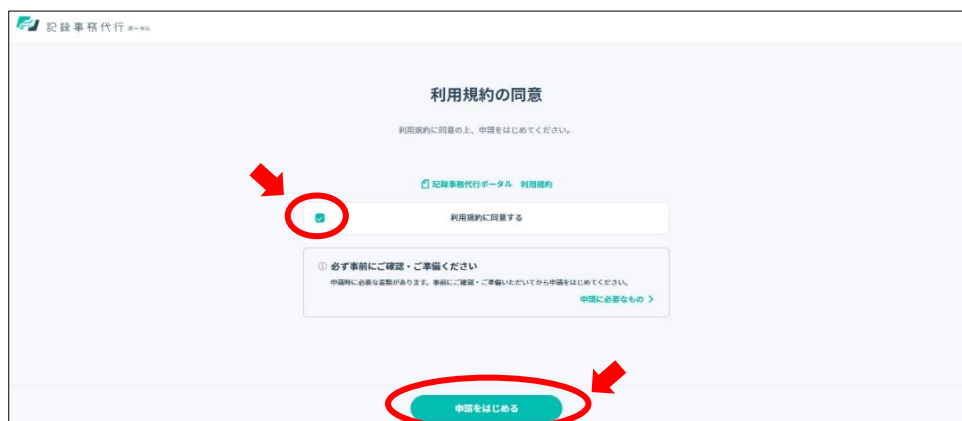 記録事務代行ポータル
利用規約の同意
利用規約に同意の上、申請をはじめてください。
記録事務代行ポータル 利用規約
利用規約に同意する
必ず事前にご確認・ご準備ください
申請時に必要な書類があります。事前にご確認・ご準備いただいてから申請をはじめてください。
申請に必要なもの
申請をはじめる